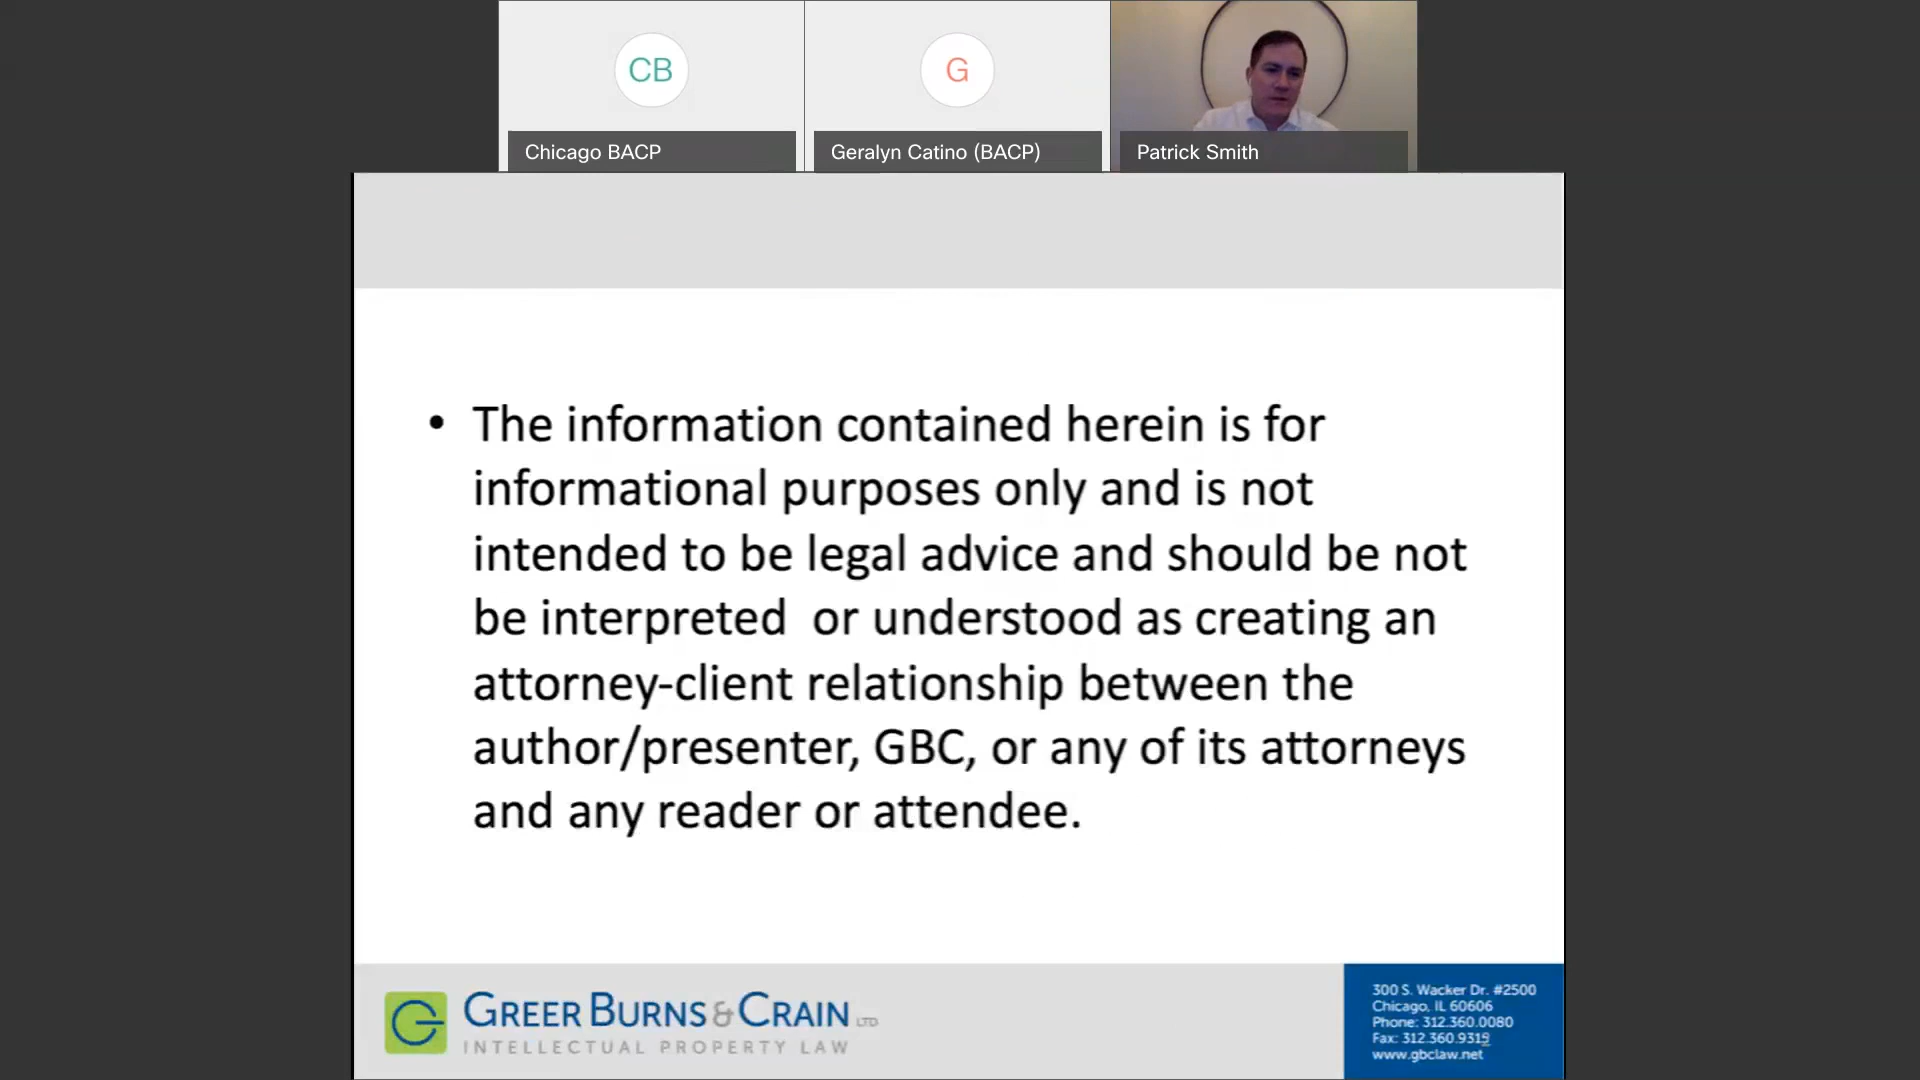 CB
G
Chicago BACP
Geralyn Catino (BACP)
Patrick Smith
• The information contained herein is for
informational purposes only and is not
intended to be legal advice and should be not
be interpreted  or understood as creating an
attorney-client relationship between the
author/presenter, GBC, or any of its attorneys
and any reader or attendee.
GREER BURNS & CRAIN LTD
INTELLECTUAL PROPERTY LAW
300 S. Wacker Dr. #2500
Chicago, IL 60606
Phone: 312.360.0080
Fax: 312.360.9315
www.gbclaw.net